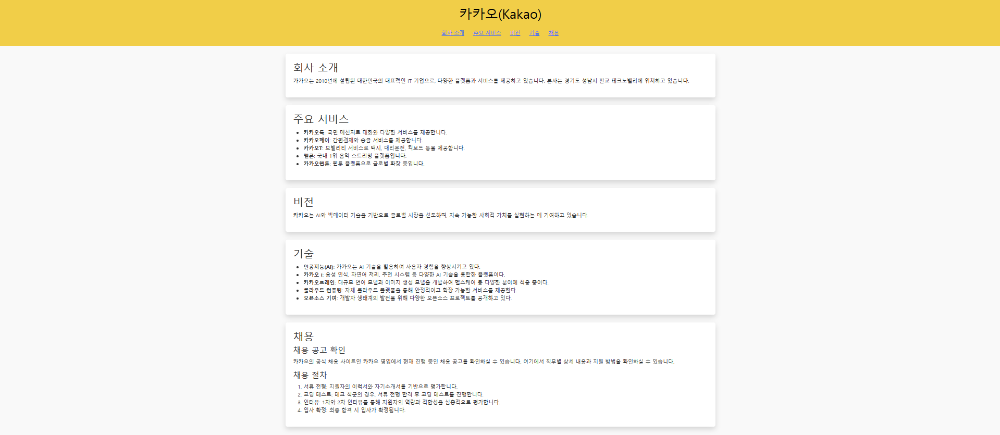 카카오(Kakao)
회사 소개 주요 서비스 비전 기술 채용
회사 소개
카카오는 2010년에 설립된 대한민국의 대표적인 IT 기업으로, 다양한 플랫폼과 서비스를 제공하고 있습니다. 본사는 경기도 성남시 판교 테크노밸리에 위치하고 있습니다.
주요 서비스
• 카카오톡: 국민 메신저로 대화와 다양한 서비스를 제공합니다.
• 카카오페이: 간편결제와 송금 서비스를 제공합니다.
• 카카오T: 모빌리티 서비스로 택시, 대리운전, 킥보드 등을 제공합니다.
• 멜론: 국내 1위 음악 스트리밍 플랫폼입니다.
• 카카오웹툰: 웹툰 플랫폼으로 글로벌 확장 중입니다.
비전
카카오는 AI와 빅데이터 기술을 기반으로 글로벌 시장을 선도하며, 지속 가능한 사회적 가치를 실현하는 데 기여하고 있습니다.
기술
• 인공지능(AI): 카카오는 AI 기술을 활용하여 사용자 경험을 향상시키고 있다.
• 카카오 i: 음성 인식, 자연어 처리, 추천 시스템 등 다양한 AI 기술을 통합한 플랫폼이다.
• 카카오브레인: 대규모 언어 모델과 이미지 생성 모델을 개발하여 헬스케어 등 다양한 분야에 적용 중이다.
• 클라우드 컴퓨팅: 자체 클라우드 플랫폼을 통해 안정적이고 확장 가능한 서비스를 제공한다.
• 오픈소스 기여: 개발자 생태계의 발전을 위해 다양한 오픈소스 프로젝트를 공개하고 있다.
채용
채용 공고 확인
카카오의 공식 채용 사이트인 카카오 영입에서 현재 진행 중인 채용 공고를 확인하실 수 있습니다. 여기에서 직무별 상세 내용과 지원 방법을 확인하실 수 있습니다.
채용 절차
1. 서류 전형: 지원자의 이력서와 자기소개서를 기반으로 평가합니다.
2. 코딩 테스트: 테크 직군의 경우, 서류 전형 합격 후 코딩 테스트를 진행합니다.
3. 인터뷰: 1차와 2차 인터뷰를 통해 지원자의 역량과 적합성을 심층적으로 평가합니다.
4. 입사 확정: 최종 합격 시 입사가 확정됩니다.